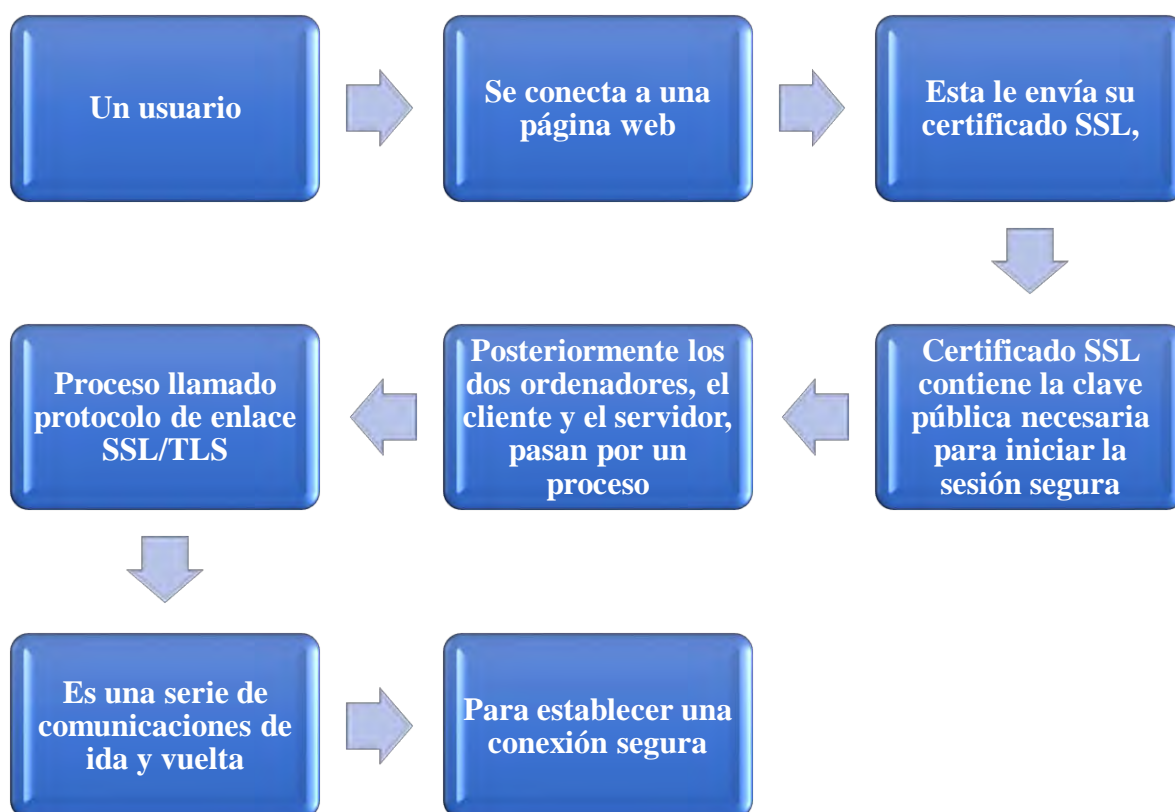 Un usuario
Se conecta a una
página web
Esta le envía su
certificado SSL,
Certificado SSL
contiene la clave
pública necesaria
para iniciar la
sesión segura
Posteriormente los
dos ordenadores, el
cliente y el servidor,
pasan por un
proceso
Proceso llamado
protocolo de enlace
SSL/TLS
Es una serie de
comunicaciones de
ida y vuelta
Para establecer una
conexión segura